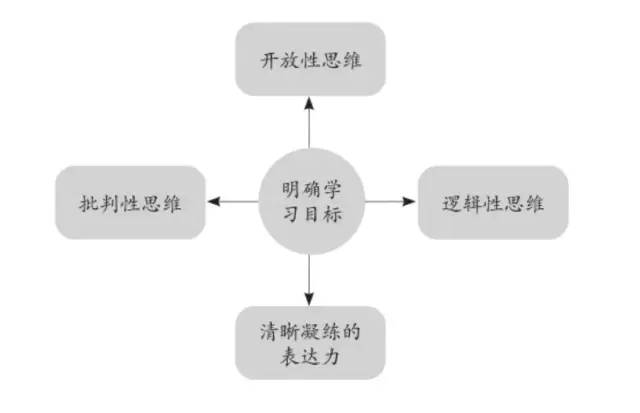 开放性思维
批判性思维
明确学
习目标
逻辑性思维
清晰凝练的
表达力